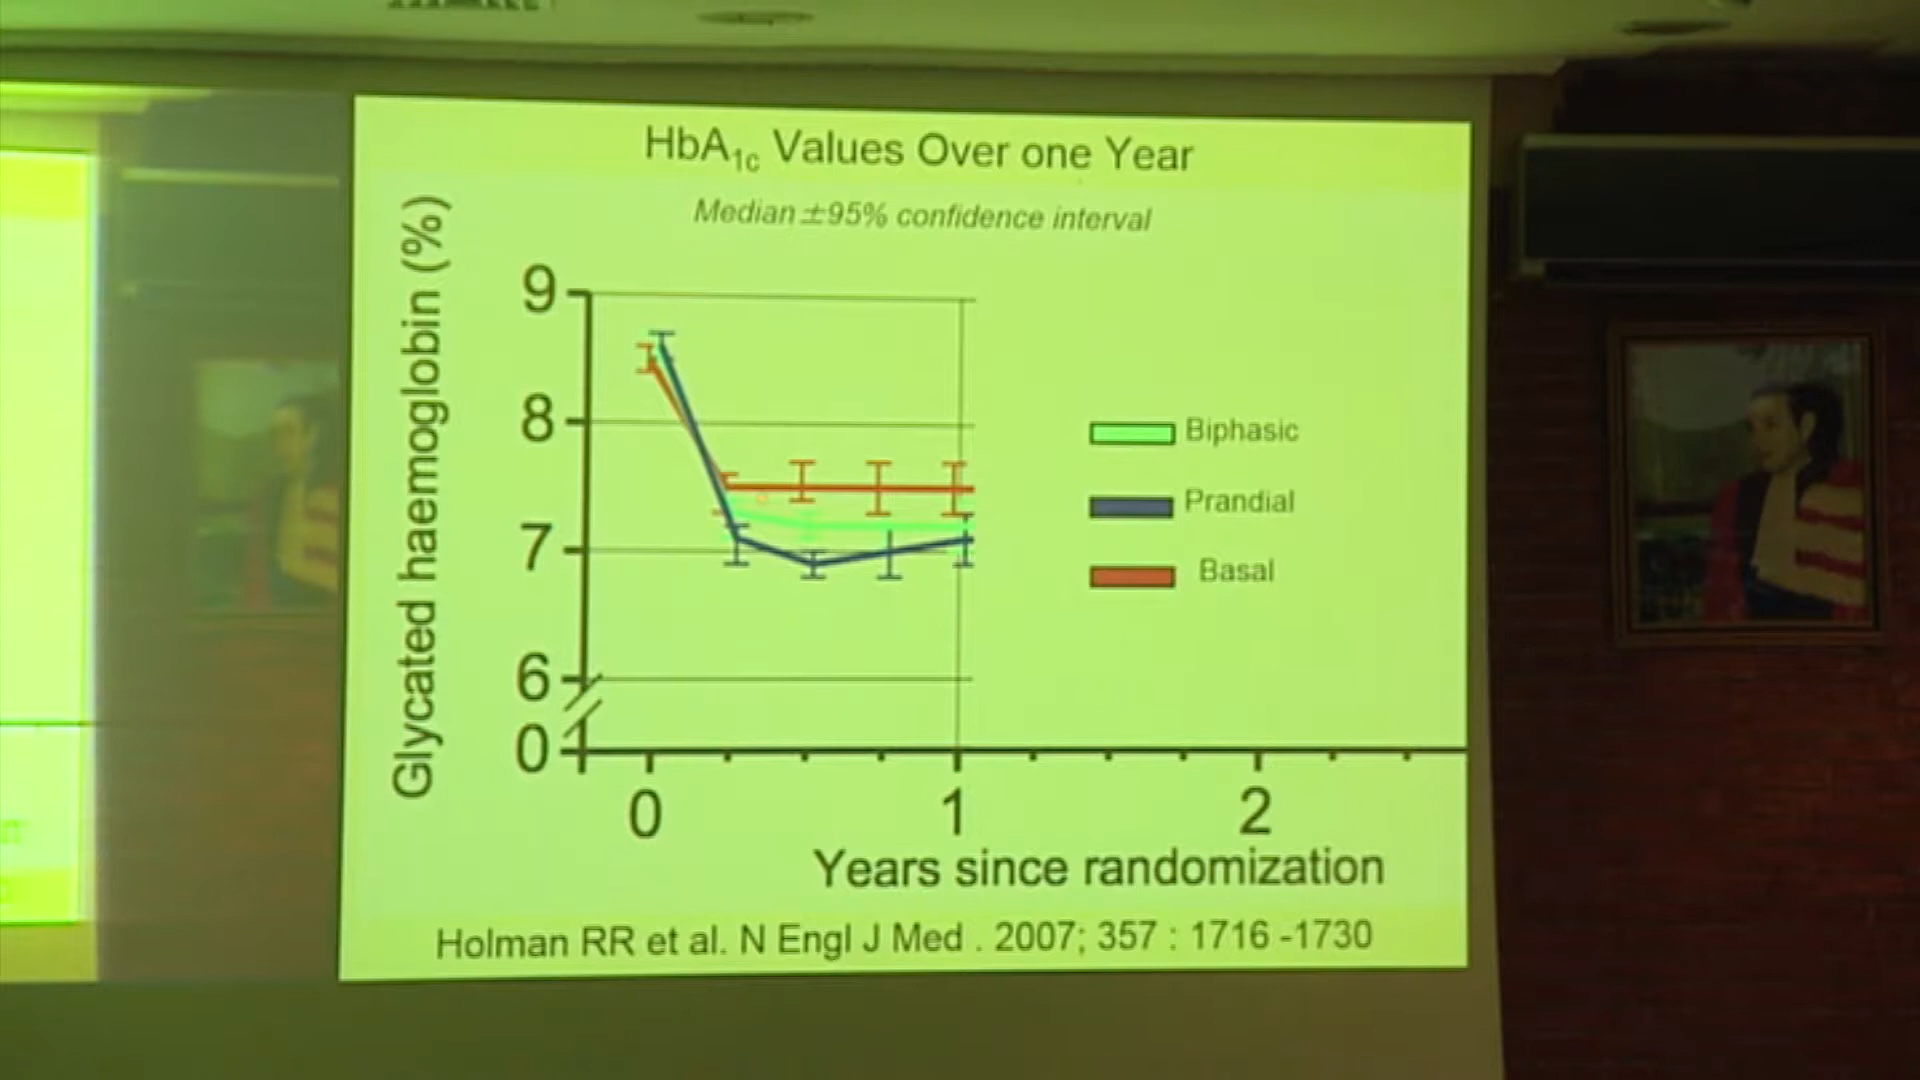 HbA1c Values Over one Year
Median ±95% confidence interval
Glycated haemoglobin (%)
9
8
7
6
0
Biphasic
Prandial
Basal
0 1 2
Years since randomization
Holman RR et al. N Engl J Med . 2007; 357 : 1716 -1730